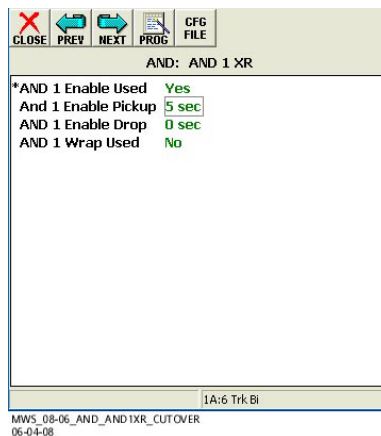 CLOSE PREV NEXT PROG CFG FILE
AND: AND 1 XR
*AND 1 Enable Used Yes
And 1 Enable Pickup 5 sec
AND 1 Enable Drop 0 sec
AND 1 Wrap Used No
1A:6 Trk Bi
MWS_08-06_AND_AND1XR_CUTOVER
06-04-08